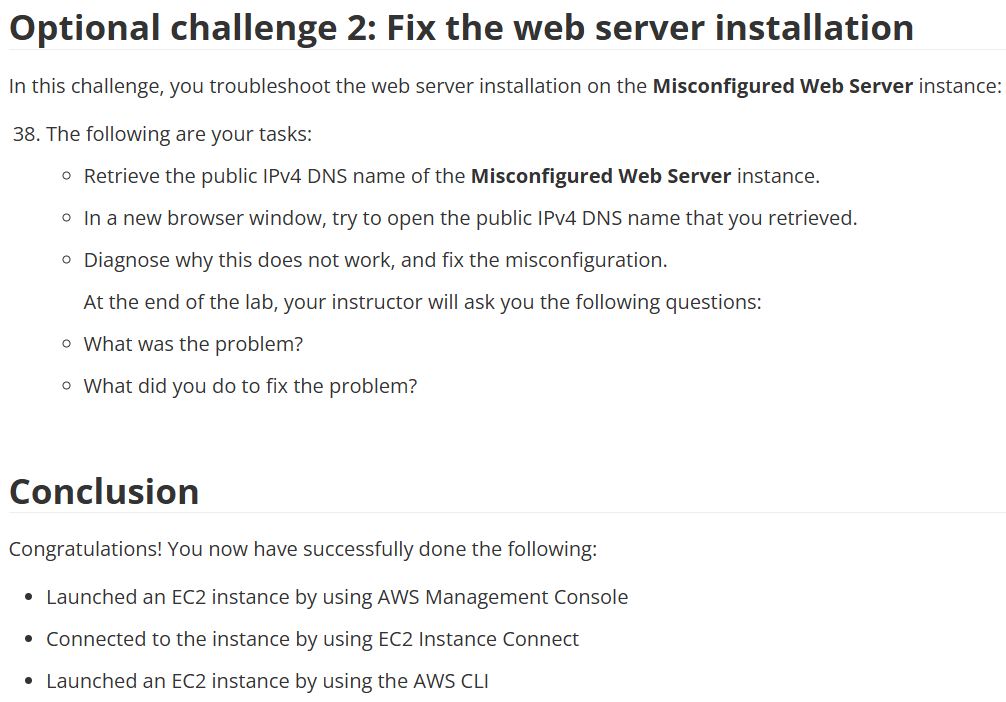 Optional challenge 2: Fix the web server installation
In this challenge, you troubleshoot the web server installation on the Misconfigured Web Server instance:
38. The following are your tasks:
Retrieve the public IPv4 DNS name of the Misconfigured Web Server instance.
In a new browser window, try to open the public IPv4 DNS name that you retrieved.
Diagnose why this does not work, and fix the misconfiguration.
At the end of the lab, your instructor will ask you the following questions:
What was the problem?
What did you do to fix the problem?
Conclusion
Congratulations! You now have successfully done the following:
Launched an EC2 instance by using AWS Management Console
Connected to the instance by using EC2 Instance Connect
Launched an EC2 instance by using the AWS CLI